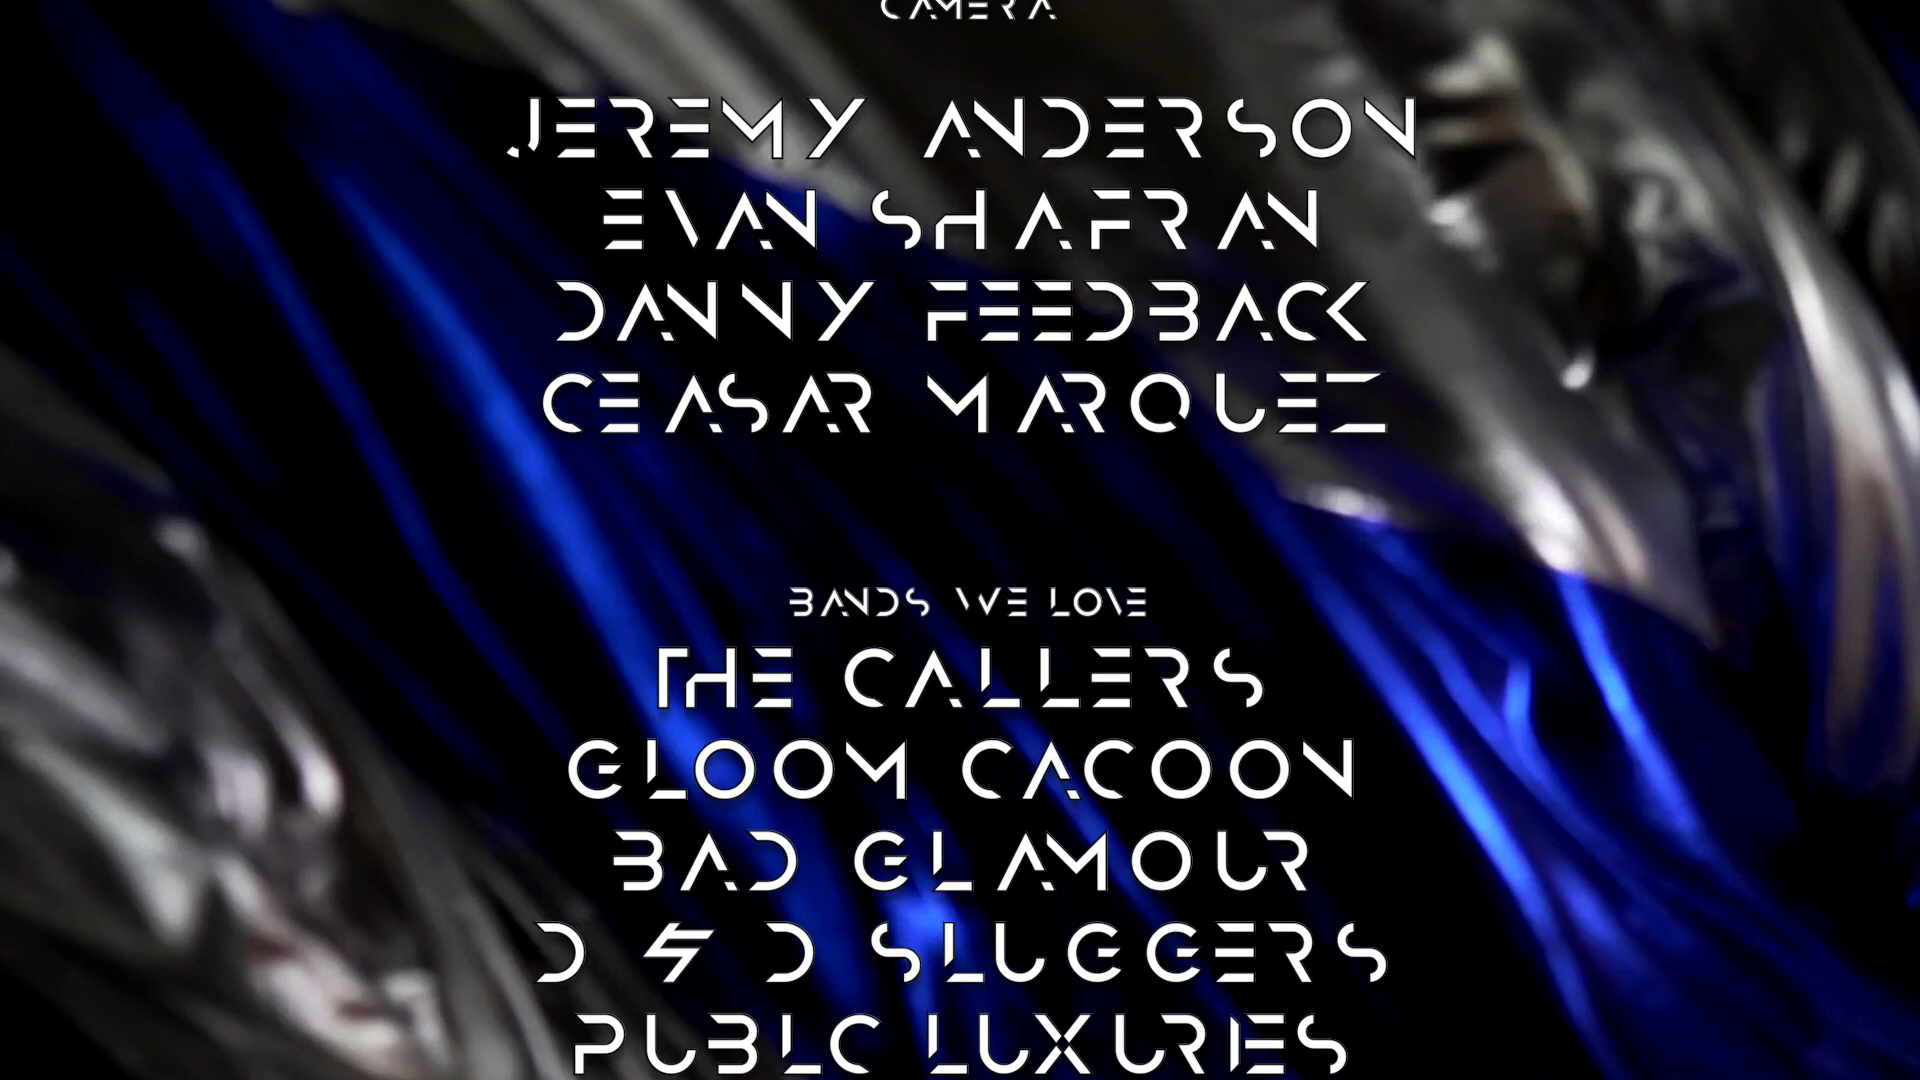 CAMERA
JEREMY ANDERSON
EVAN SHAFRAN
DANNY FEEDBACK
CEASAR MARQUEZ
BANDS WE LOVE
THE CALLERS
GLOOM CACOON
BAD GLAMOUR
D & D SLUGGERS
PUBLC LUXURIES